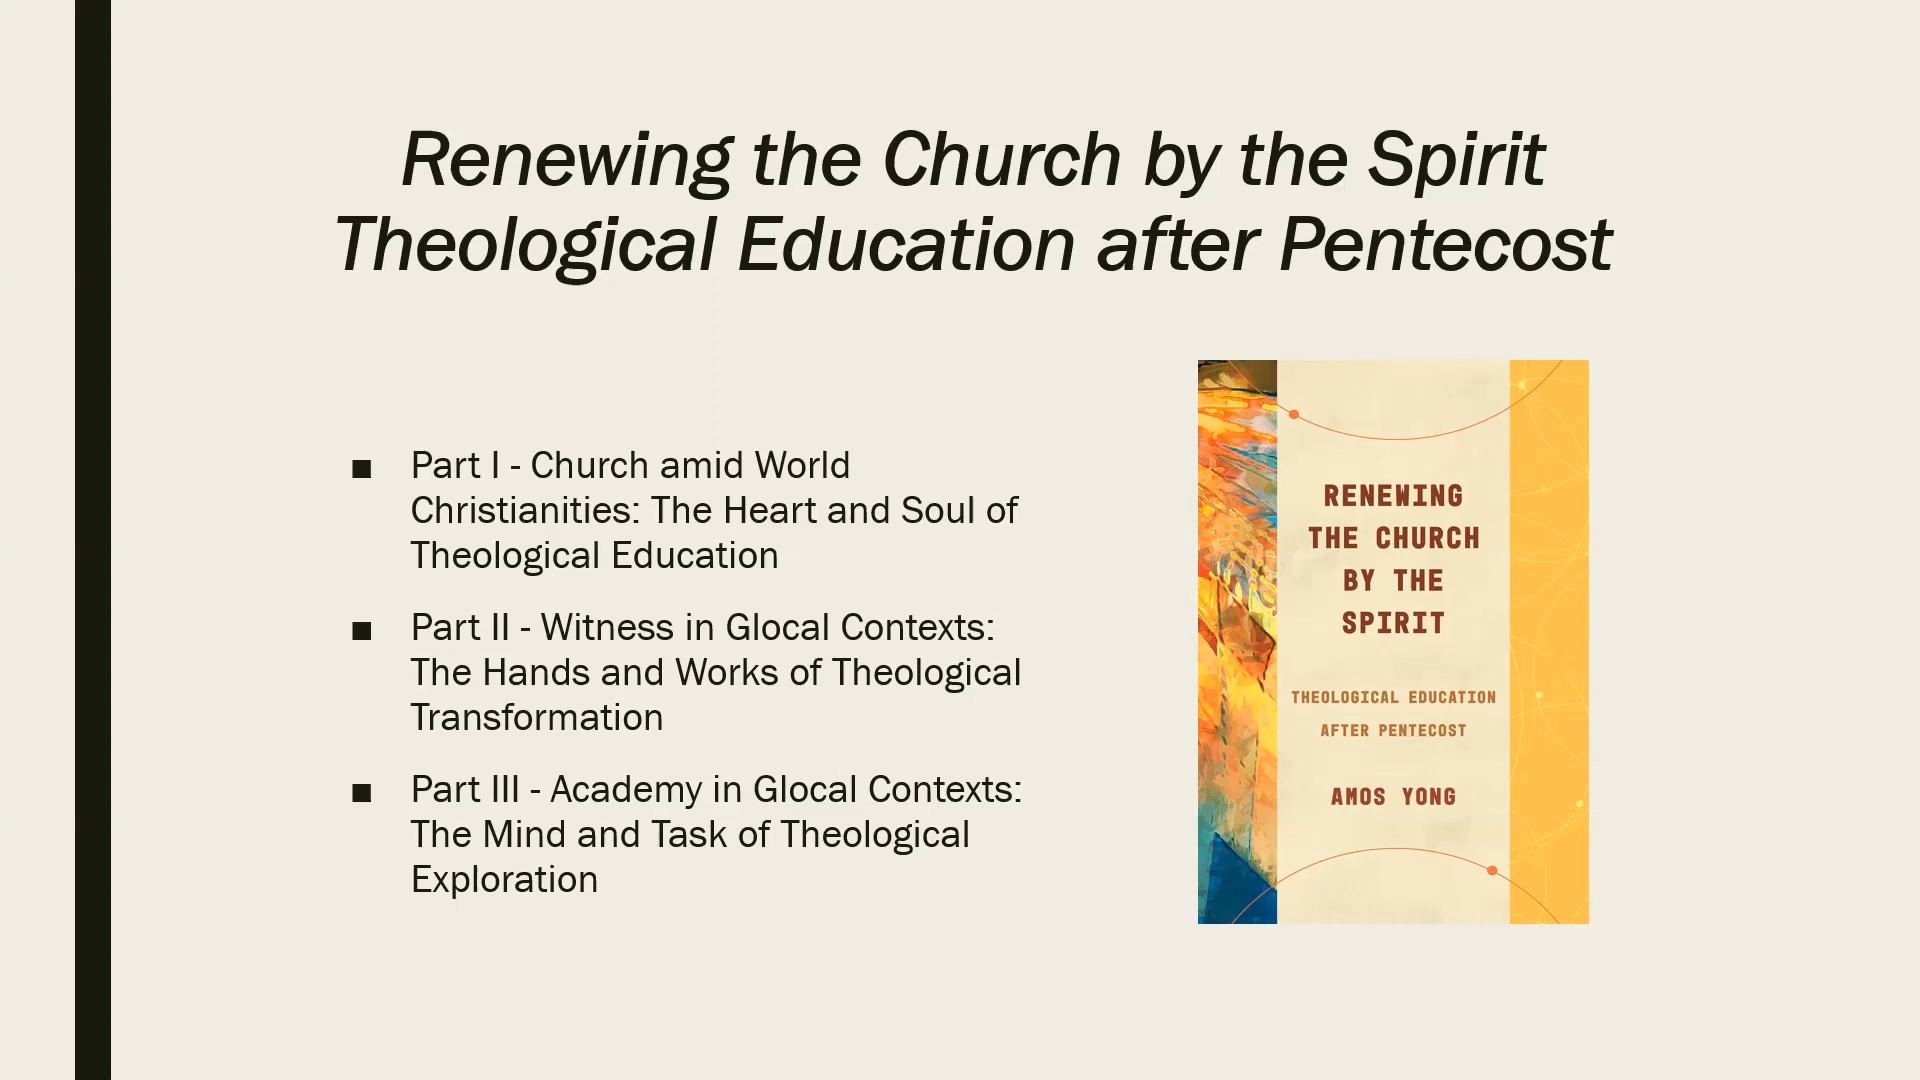 Renewing the Church by the Spirit
Theological Education after Pentecost
■ Part I - Church amid World
Christianities: The Heart and Soul of
Theological Education
■ Part II - Witness in Glocal Contexts:
The Hands and Works of Theological
Transformation
■ Part III - Academy in Glocal Contexts:
The Mind and Task of Theological
Exploration
RENEWING
THE CHURCH
BY THE
SPIRIT
THEOLOGICAL EDUCATION
AFTER PENTECOST
AMOS YONG